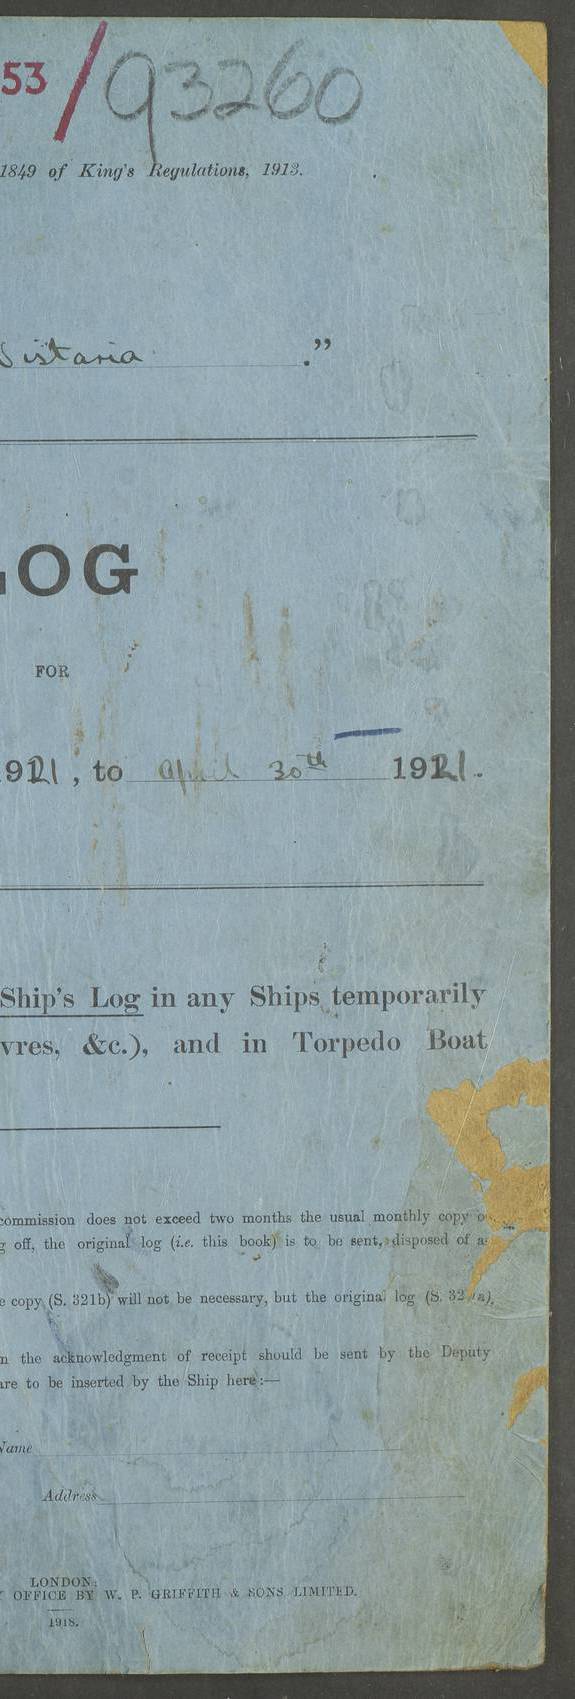 53/93260
1849 of King's Regulations, 1913.
istaria ."
LOG
FOR
1921, to april 30th 1921.
Ship's Log in any Ships temporarily
vres, &c.), and in Torpedo Boat
commission does not exceed two months the usual monthly copy o
g off, the original log (i.e. this book) is to be sent, disposed of a
e copy (S. 321b) will not be necessary, but the original log (S. 32 a),
n the acknowledgment of receipt should be sent by the Deputy
are to be inserted by the Ship here:—
Name
Address
LONDON:
Y OFFICE BY W. P. GRIFFITH & SONS LIMITED.
1918.